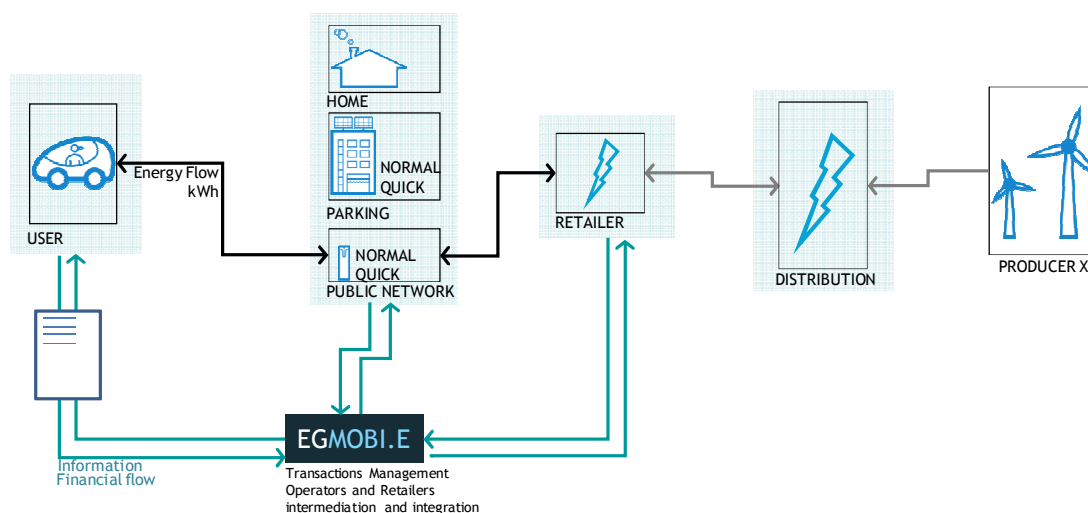 HOME
NORMAL
QUICK
PARKING
NORMAL
QUICK
PUBLIC NETWORK
Energy Flow
kWh
USER
RETAILER
DISTRIBUTION
PRODUCER X
EGMOBI.E
Transactions Management
Operators and Retailers
intermediation and integration
Information
Financial flow